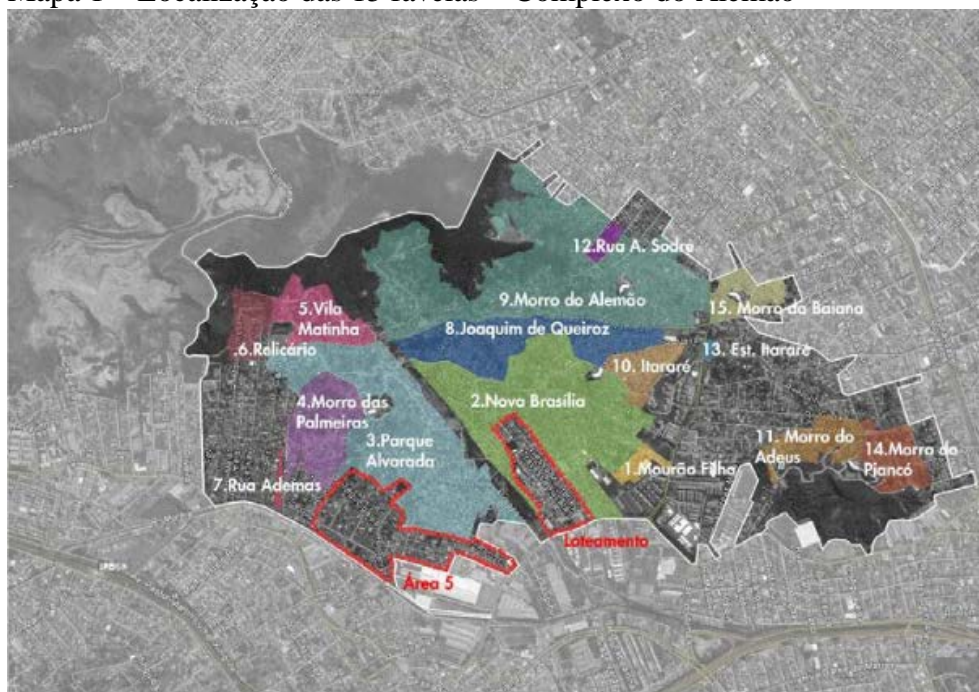 Mapa 1 – Localização das 15 favelas – Complexo do Alemão
12.Rua A. Sodré
9.Morro do Alemão
15. Morro da Baiana
5.Vila
Matinha
8.Joaquim de Queiroz
13. Est. Itararé
6.Relicário
10. Itararé
4.Morro das
Palmeiras
2.Nova Brasília
3.Parque
Alvorada
11. Morro do
Adeus
14.Morro do
Piancó
1.Mourão Filho
7.Rua Ademas
Loteamento
Área 5